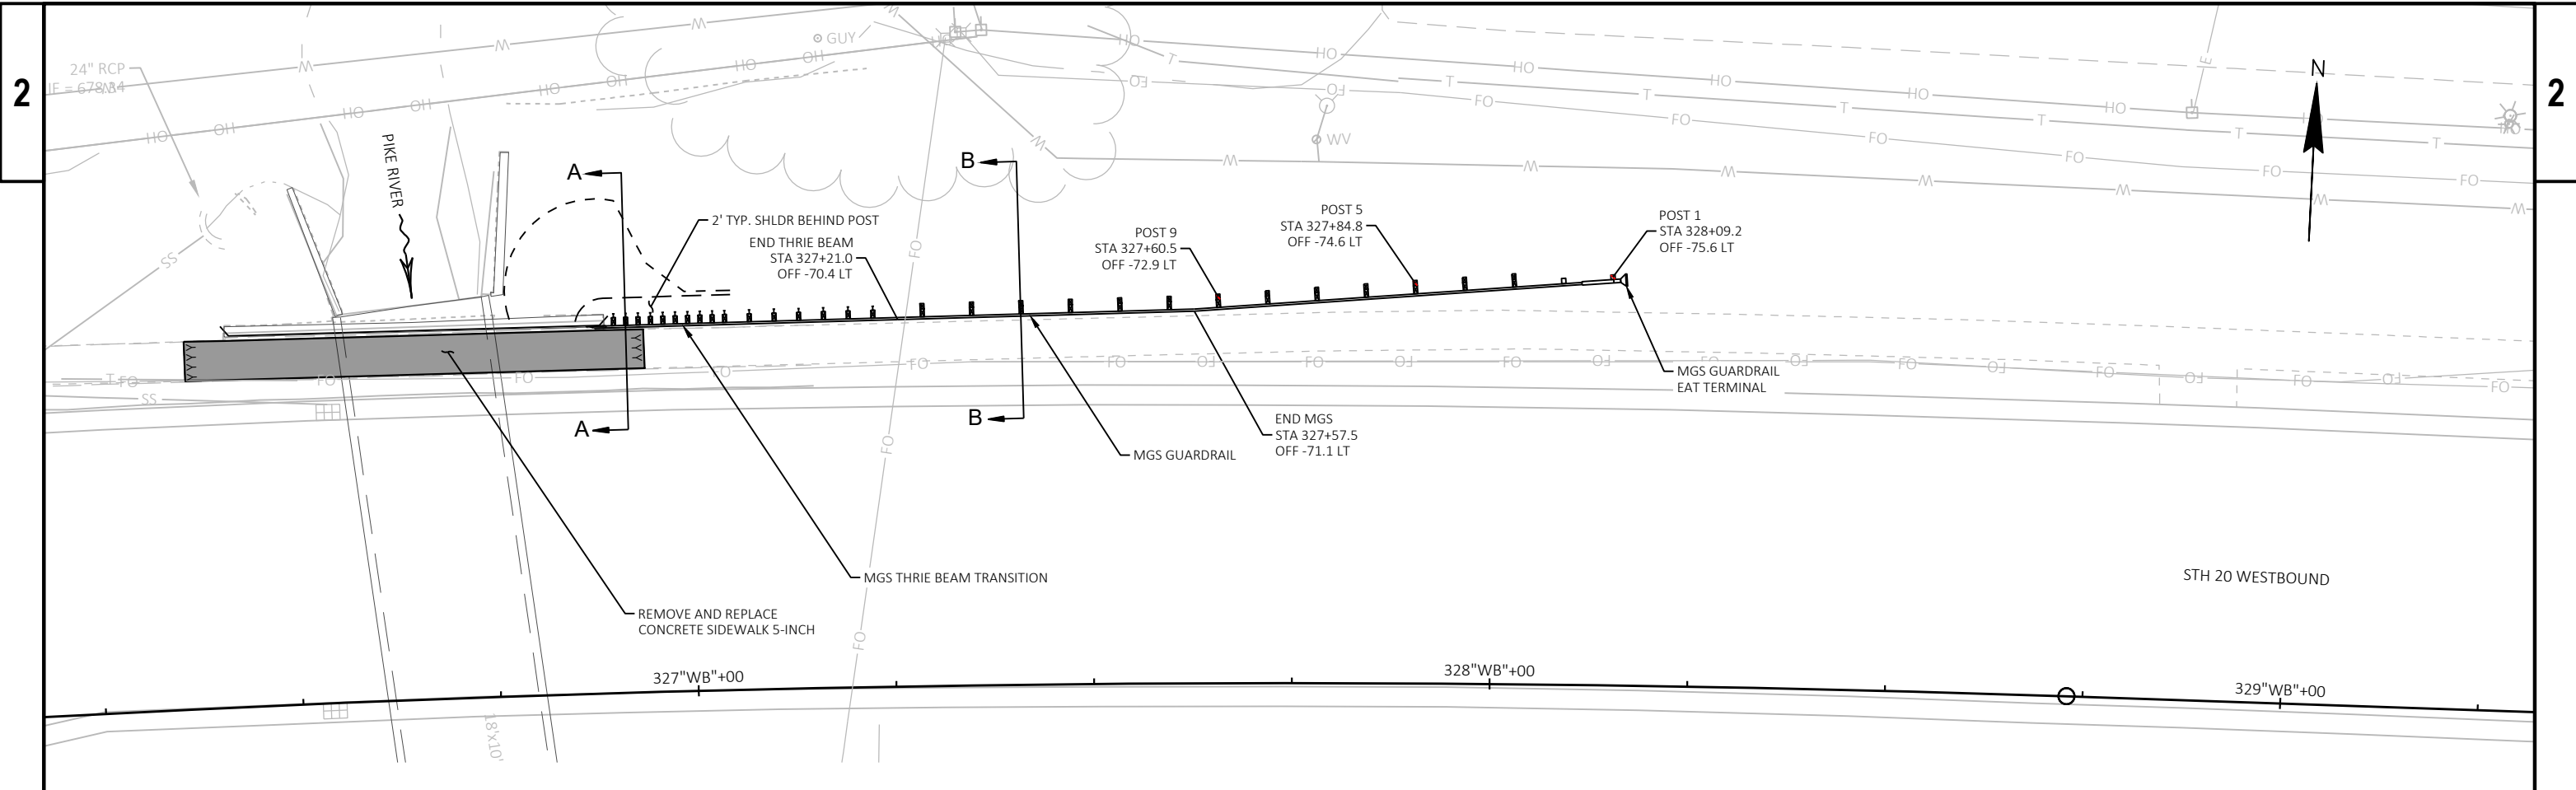 2
2
24" RCP
GUY
WV
N
PIKE RIVER
A
B
2' TYP. SHLDR BEHIND POST
END THRIE BEAM
STA 327+21.0
OFF -70.4 LT
POST 9
STA 327+60.5
OFF -72.9 LT
POST 5
STA 327+84.8
OFF -74.6 LT
POST 1
STA 328+09.2
OFF -75.6 LT
MGS GUARDRAIL
EAT TERMINAL
A
B
END MGS
STA 327+57.5
OFF -71.1 LT
MGS GUARDRAIL
MGS THRIE BEAM TRANSITION
REMOVE AND REPLACE
CONCRETE SIDEWALK 5-INCH
STH 20 WESTBOUND
327"WB"+00
328"WB"+00
329"WB"+00
18'x10'